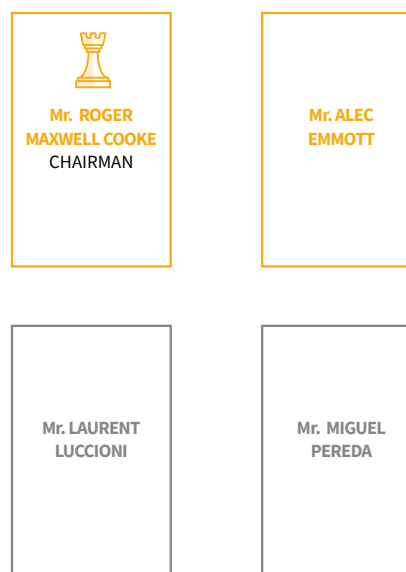 Mr. ROGER
MAXWELL COOKE
CHAIRMAN
Mr. ALEC
EMMOTT
Mr. LAURENT
LUCCIONI
Mr. MIGUEL
PEREDA